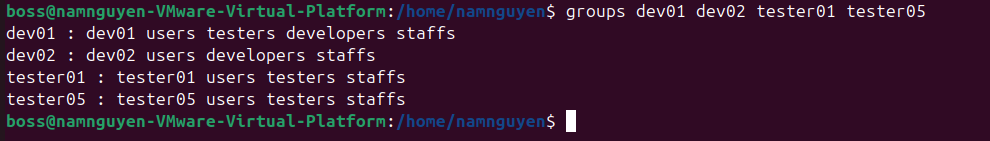 boss@namnguyen-VMware-Virtual-Platform:/home/namnguyen$ groups dev01 dev02 tester01 tester05
dev01 : dev01 users testers developers staffs
dev02 : dev02 users developers staffs
tester01 : tester01 users testers staffs
tester05 : tester05 users testers staffs
boss@namnguyen-VMware-Virtual-Platform:/home/namnguyen$